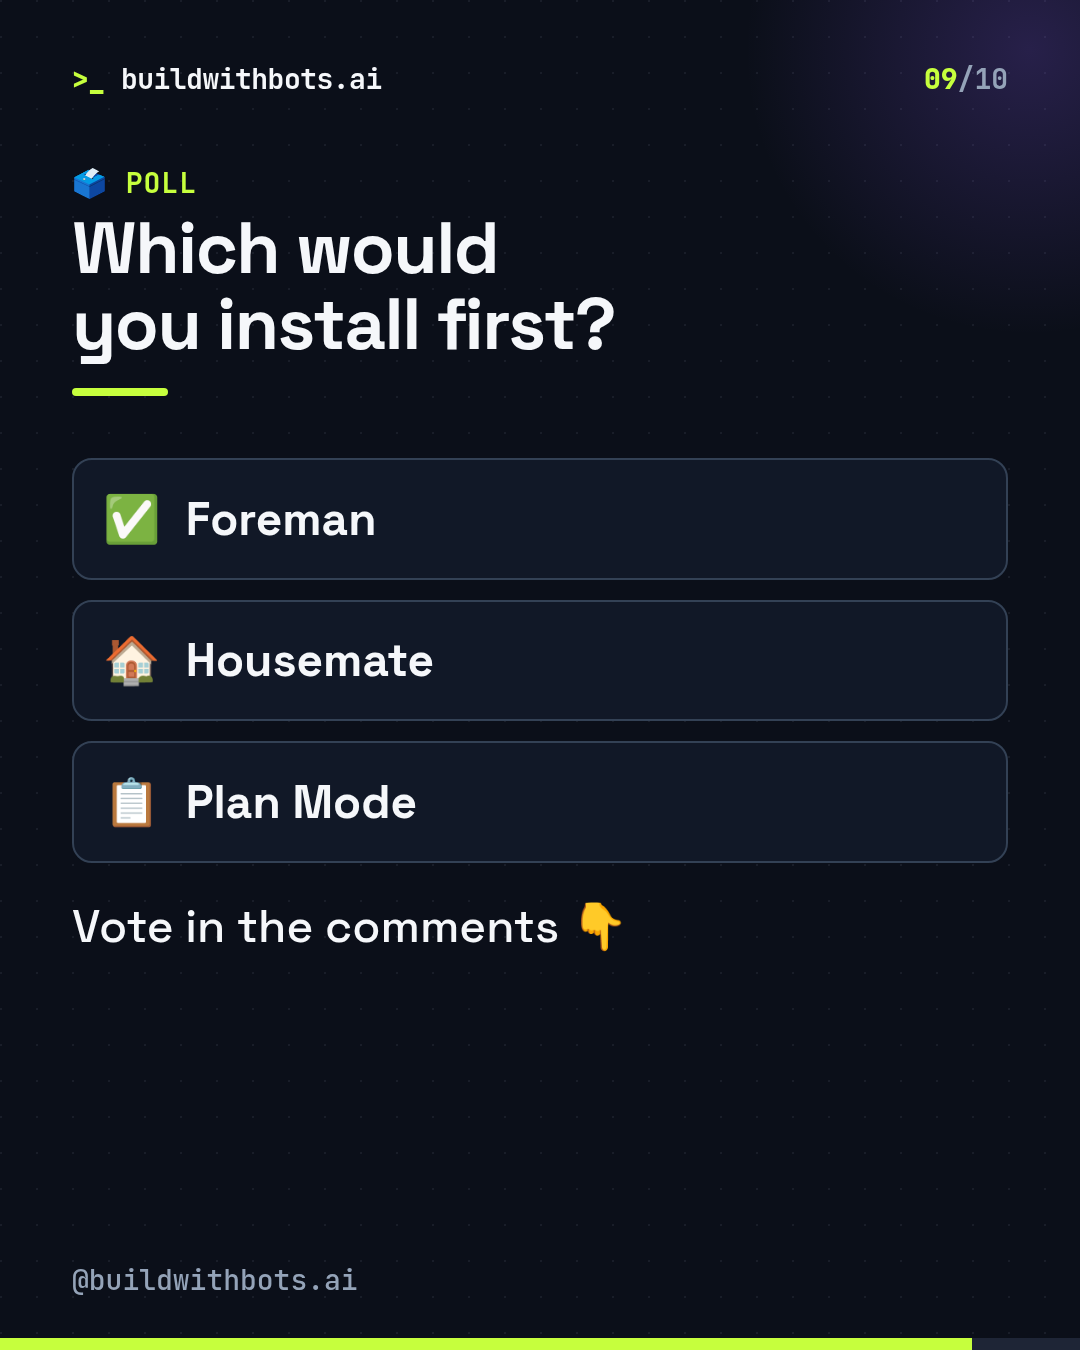 >_ buildwithbots.ai
09/10
🗳️ POLL
Which would
you install first?
✅ Foreman
🏠 Housemate
📋 Plan Mode
Vote in the comments 👇
@buildwithbots.ai